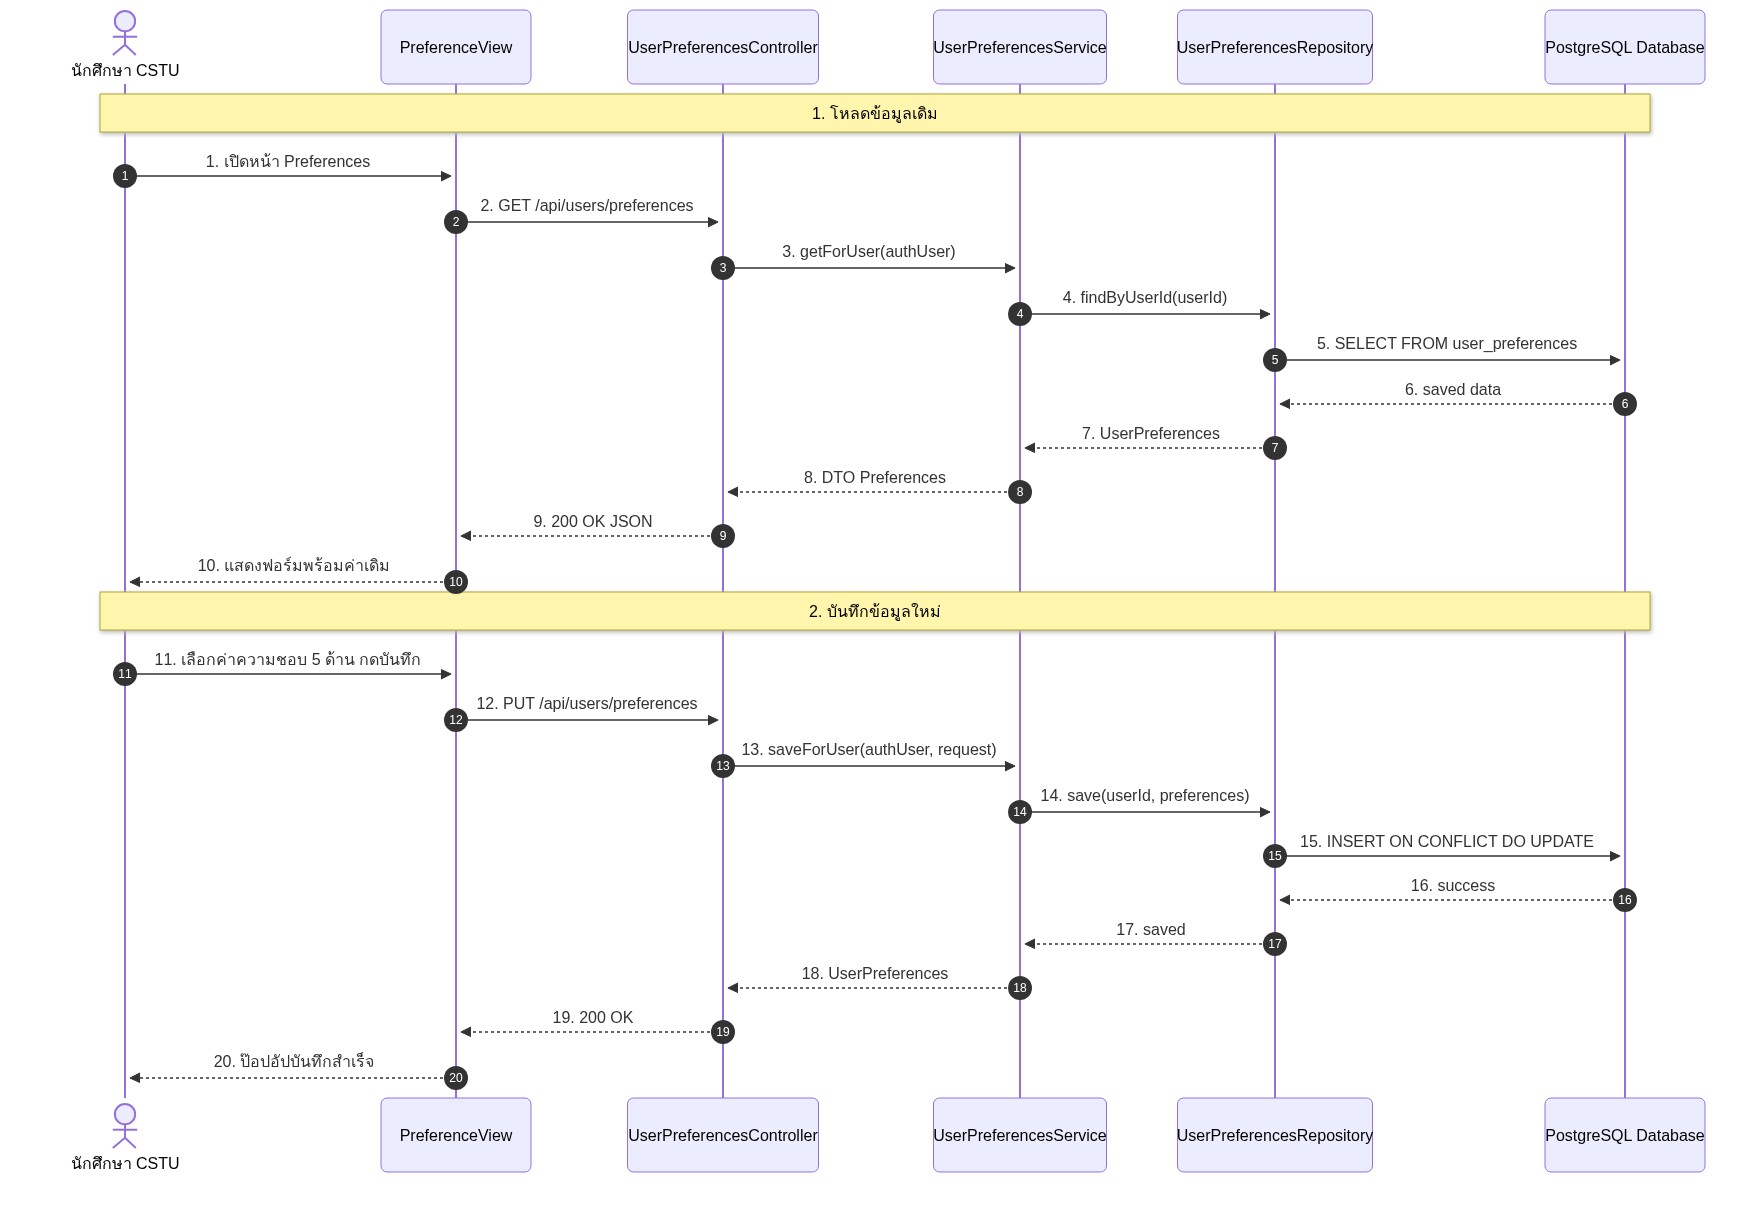 นักศึกษา CSTU
PreferenceView
UserPreferencesController
UserPreferencesService
UserPreferencesRepository
PostgreSQL Database
1. โหลดข้อมูลเดิม
1. เปิดหน้า Preferences
1
2. GET /api/users/preferences
2
3. getForUser(authUser)
3
4. findByUserId(userId)
4
5. SELECT FROM user_preferences
5
6. saved data
6
7. UserPreferences
7
8. DTO Preferences
8
9. 200 OK JSON
9
10. แสดงฟอร์มพร้อมค่าเดิม
10
2. บันทึกข้อมูลใหม่
11. เลือกค่าความชอบ 5 ด้าน กดบันทึก
11
12. PUT /api/users/preferences
12
13. saveForUser(authUser, request)
13
14. save(userId, preferences)
14
15. INSERT ON CONFLICT DO UPDATE
15
16. success
16
17. saved
17
18. UserPreferences
18
19. 200 OK
19
20. ป๊อปอัปบันทึกสำเร็จ
20
นักศึกษา CSTU
PreferenceView
UserPreferencesController
UserPreferencesService
UserPreferencesRepository
PostgreSQL Database